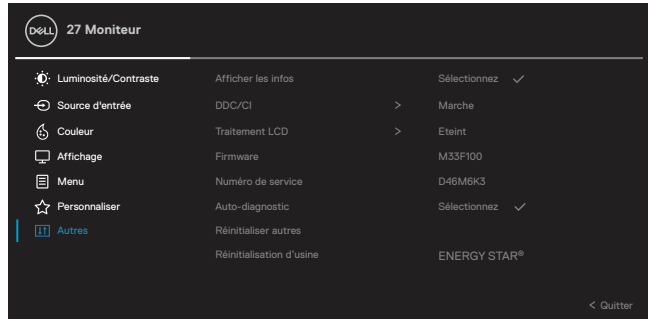 DELL 27 Moniteur
Luminosité/Contraste Afficher les infos Sélectionnez ✓
Source d'entrée DDC/CI > Marche
Couleur Traitement LCD > Eteint
Affichage Firmware M33F100
Menu Numéro de service D46M6K3
Personnaliser Auto-diagnostic Sélectionnez ✓
Autres Réinitialiser autres
Réinitialisation d'usine ENERGY STAR®
< Quitter